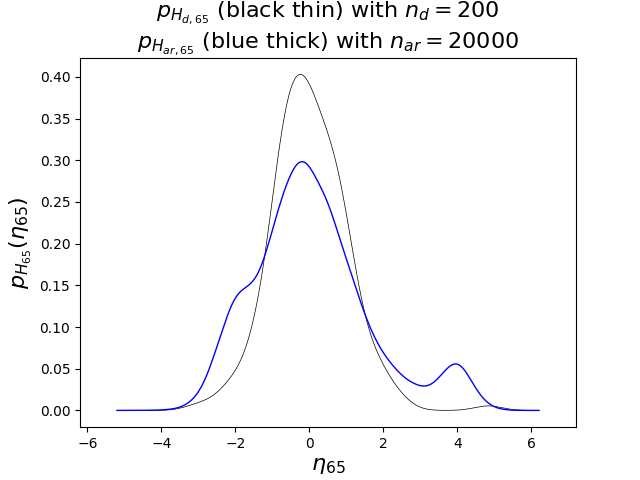 $p_{H_{d,65}}$ (black thin) with $n_d = 200$
$p_{H_{ar,65}}$ (blue thick) with $n_{ar} = 20000$
$p_{H_{65}}(\eta_{65})$
0.40
0.35
0.30
0.25
0.20
0.15
0.10
0.05
0.00
−6 −4 −2 0 2 4 6
$\eta_{65}$